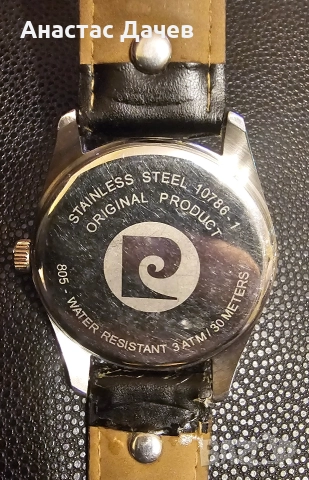 Анастас Дачев
STAINLESS STEEL 10786-1
ORIGINAL PRODUCT
805 - WATER RESISTANT 3 ATM / 30 METERS